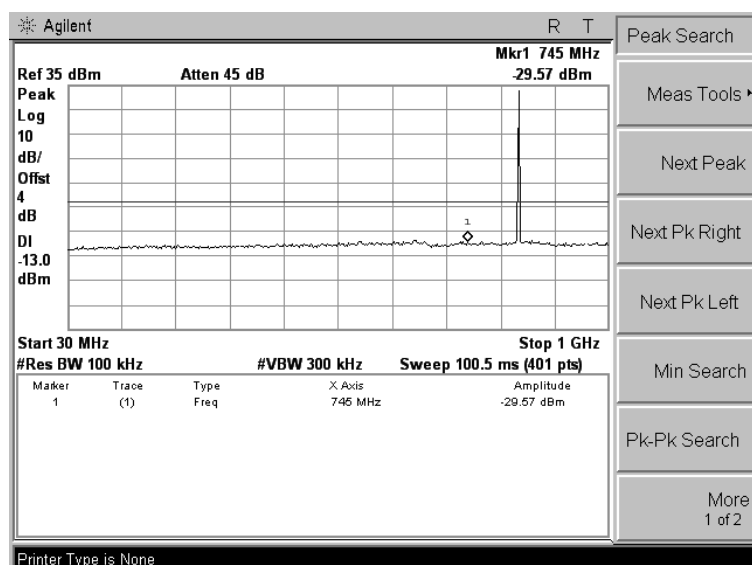 Agilent R T
Mkr1 745 MHz
Ref 35 dBm Atten 45 dB -29.57 dBm
Peak
Log
10
dB/
Offst
4
dB
DI
-13.0
dBm
1
Start 30 MHz Stop 1 GHz
#Res BW 100 kHz #VBW 300 kHz Sweep 100.5 ms (401 pts)
Marker Trace Type X Axis Amplitude
1 (1) Freq 745 MHz -29.57 dBm
Printer Type is None
Peak Search
Meas Tools
Next Peak
Next Pk Right
Next Pk Left
Min Search
Pk-Pk Search
More
1 of 2